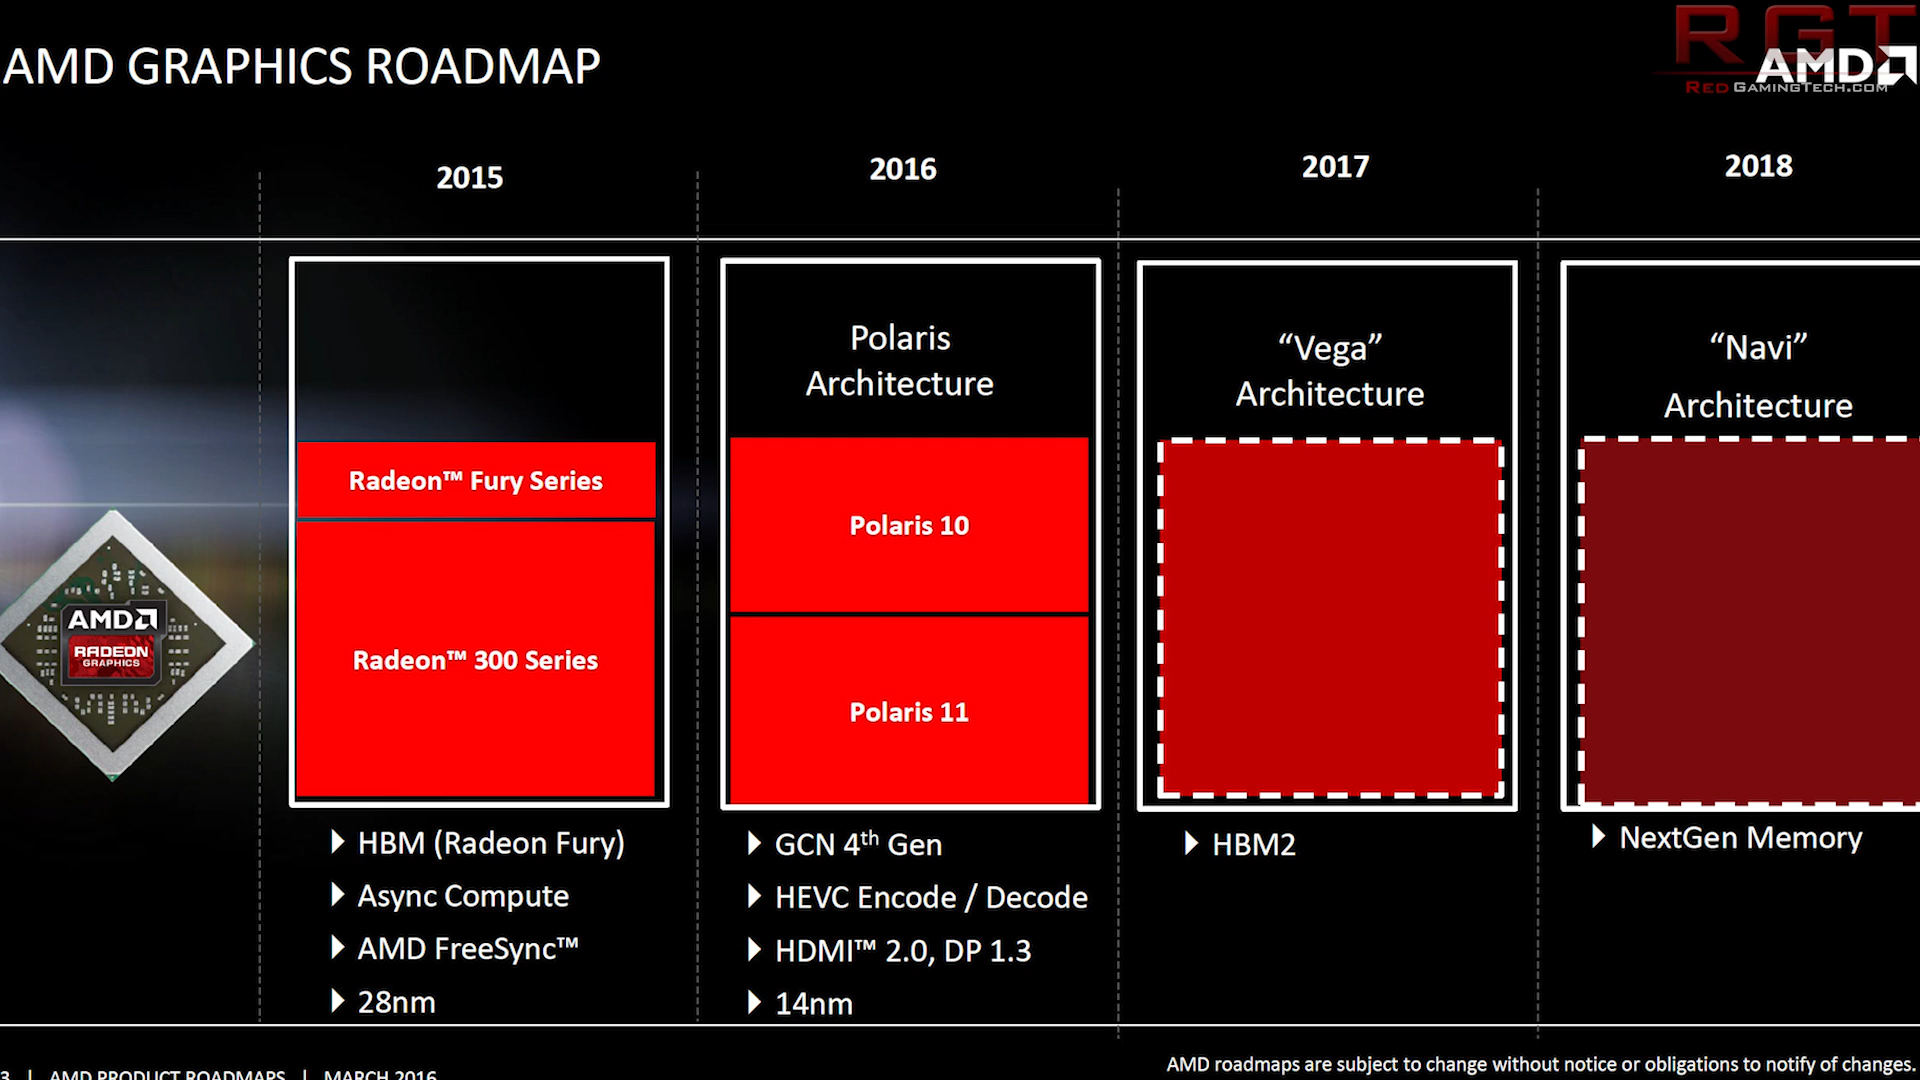 AMD GRAPHICS ROADMAP
RGT
AMD
REDGAMINGTECH.COM
2015
2016
2017
2018
Radeon™ Fury Series
Radeon™ 300 Series
HBM (Radeon Fury)
Async Compute
AMD FreeSync™
28nm
Polaris
Architecture
Polaris 10
Polaris 11
GCN 4th Gen
HEVC Encode / Decode
HDMI™ 2.0, DP 1.3
14nm
“Vega”
Architecture
HBM2
“Navi”
Architecture
NextGen Memory
AMD
RADEON
GRAPHICS
3 | AMD PRODUCT ROADMAPS | MARCH 2016
AMD roadmaps are subject to change without notice or obligations to notify of changes.